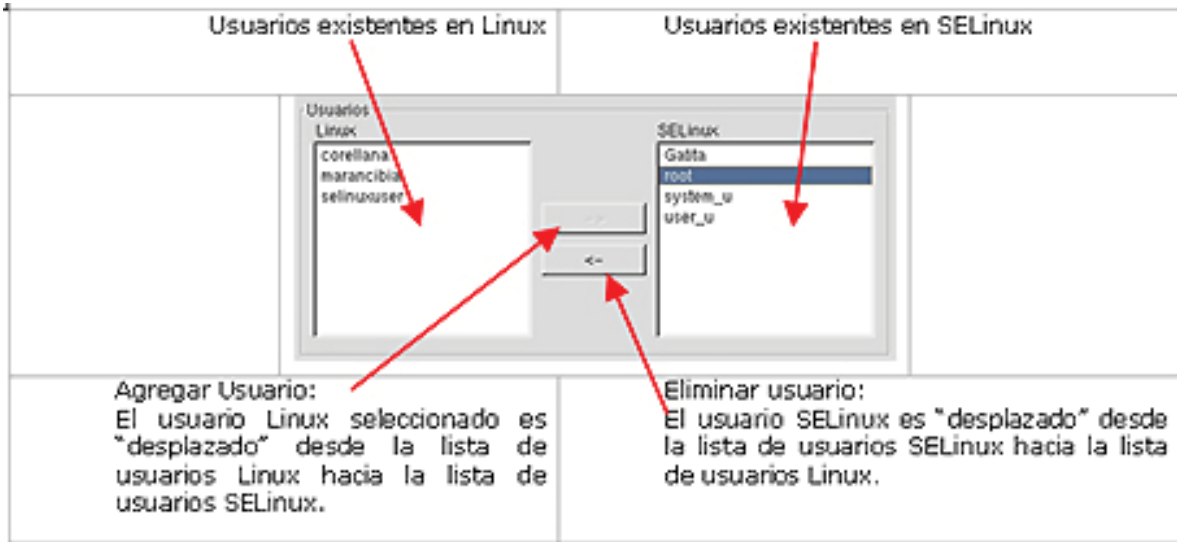 Usuarios existentes en Linux
Usuarios existentes en SELinux
Usuarios
Linux
SELinux
corellana
marancibia
selinuxuser
Gatita
root
system_u
user_u
->
<-
Agregar Usuario:
El usuario Linux seleccionado es
"desplazado" desde la lista de
usuarios Linux hacia la lista de
usuarios SELinux.
Eliminar usuario:
El usuario SELinux es "desplazado" desde
la lista de usuarios SELinux hacia la lista
de usuarios Linux.